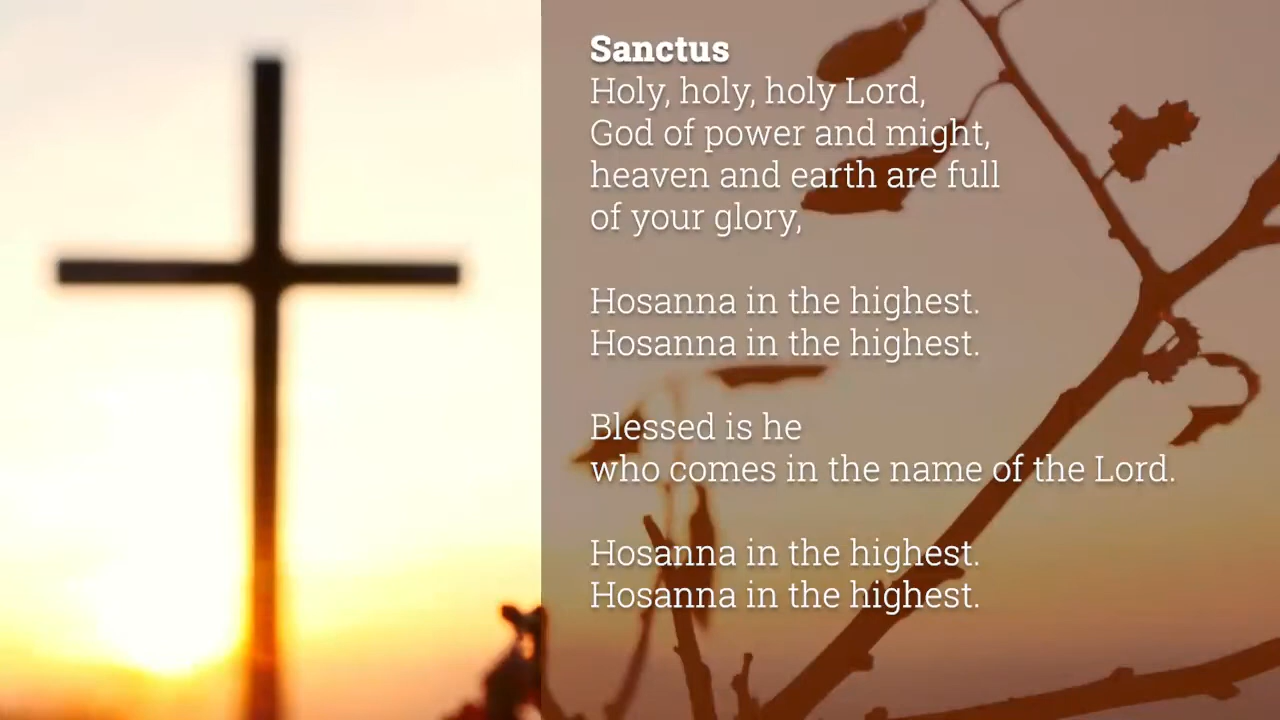 Sanctus
Holy, holy, holy Lord,
God of power and might,
heaven and earth are full
of your glory,
Hosanna in the highest.
Hosanna in the highest.
Blessed is he
who comes in the name of the Lord.
Hosanna in the highest.
Hosanna in the highest.